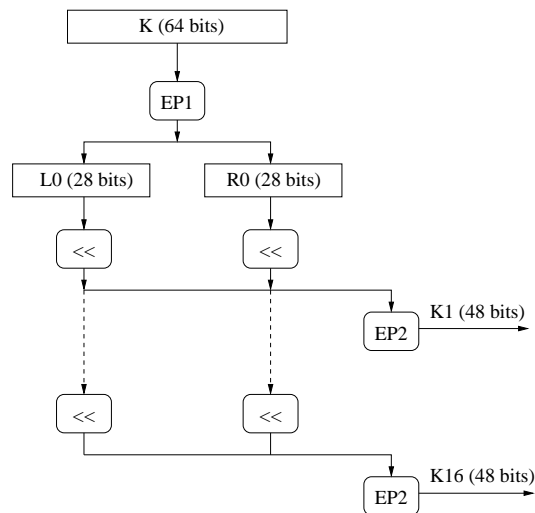 K (64 bits)
EP1
L0 (28 bits)
R0 (28 bits)
<<
<<
K1 (48 bits)
EP2
<<
<<
K16 (48 bits)
EP2